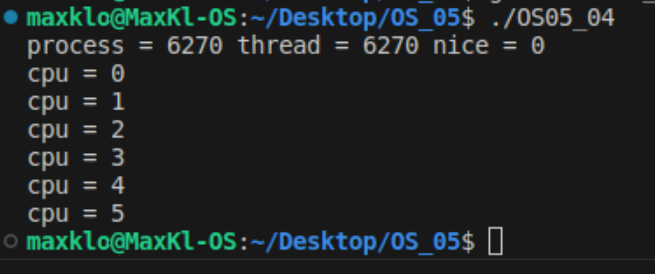 maxklo@MaxKl-OS:~/Desktop/OS_05$ ./OS05_04
process = 6270 thread = 6270 nice = 0
cpu = 0
cpu = 1
cpu = 2
cpu = 3
cpu = 4
cpu = 5
maxklo@MaxKl-OS:~/Desktop/OS_05$